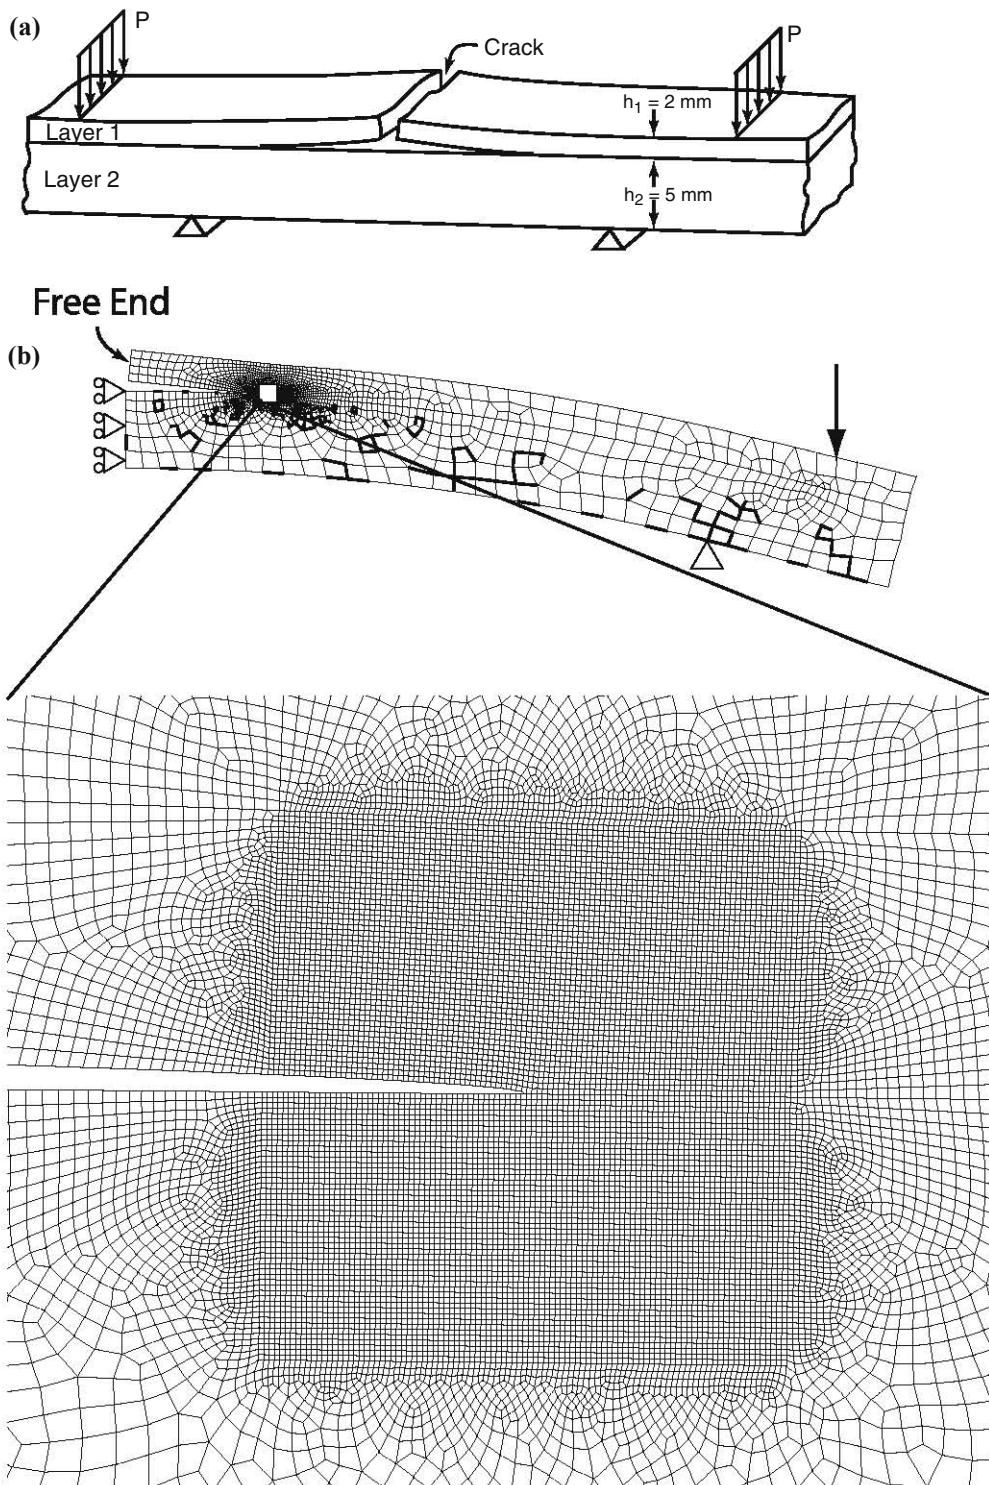 (a)
P
Crack
P
h₁ = 2 mm
Layer 1
Layer 2
h₂ = 5 mm
Free End
(b)